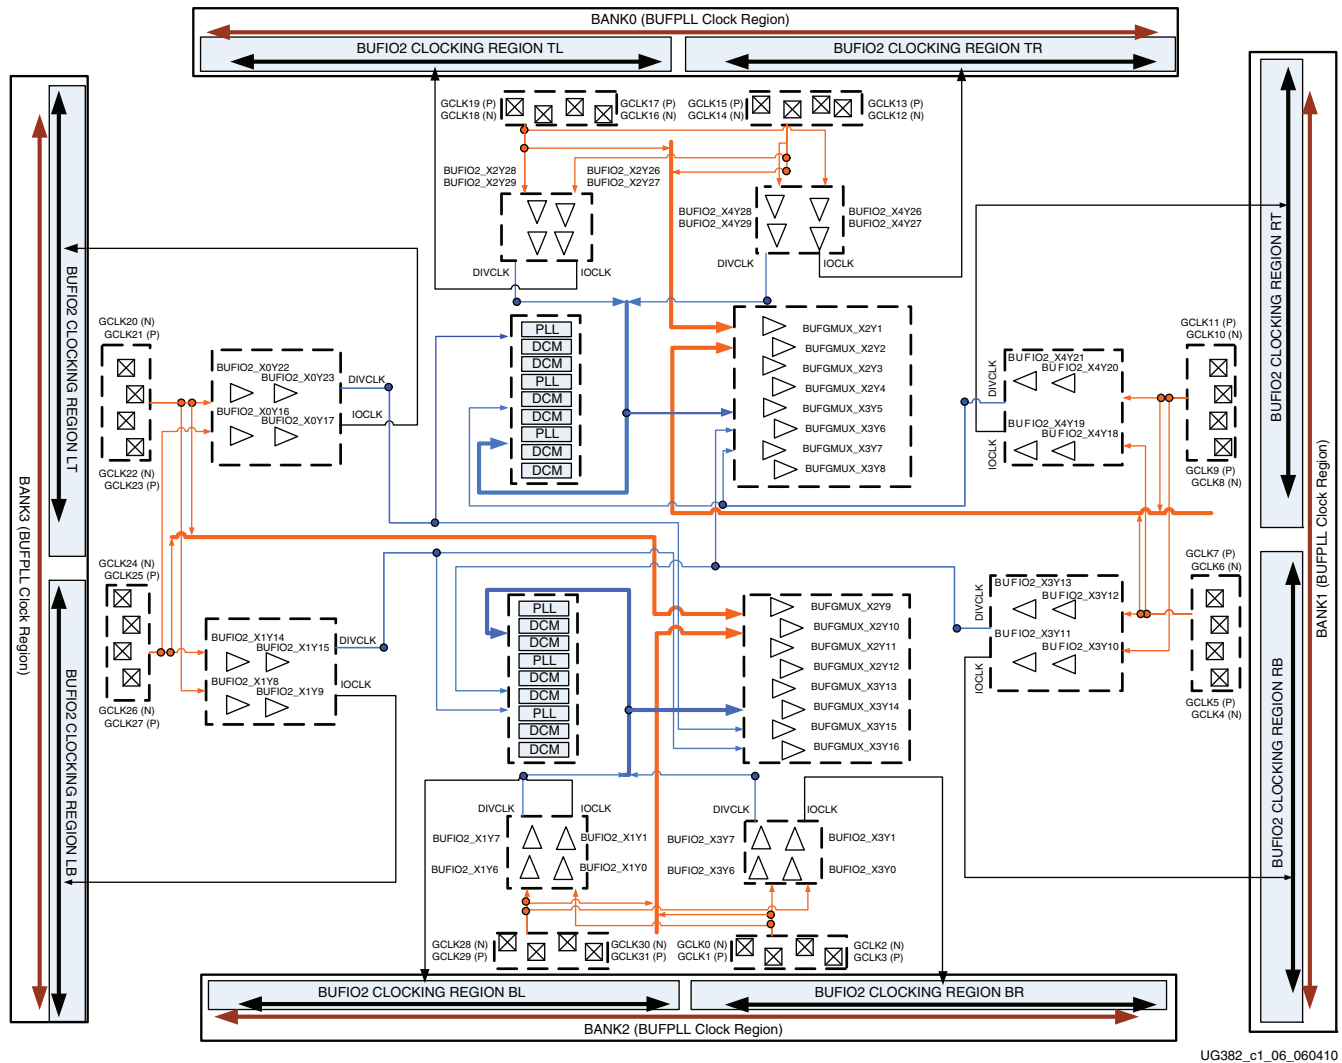 BANK0 (BUFPLL Clock Region)
BUFIO2 CLOCKING REGION TL
BUFIO2 CLOCKING REGION TR
GCLK19 (P)
GCLK18 (N)
GCLK17 (P)
GCLK16 (N)
GCLK15 (P)
GCLK14 (N)
GCLK13 (P)
GCLK12 (N)
BUFIO2_X2Y28
BUFIO2_X2Y29
BUFIO2_X2Y26
BUFIO2_X2Y27
BUFIO2_X4Y28
BUFIO2_X4Y29
BUFIO2_X4Y26
BUFIO2_X4Y27
DIVCLK
IOCLK
DIVCLK
IOCLK
BANK3 (BUFPLL Clock Region)
BUFIO2 CLOCKING REGION LT
BUFIO2 CLOCKING REGION LB
GCLK20 (N)
GCLK21 (P)
GCLK22 (N)
GCLK23 (P)
BUFIO2_X0Y22
BUFIO2_X0Y23
BUFIO2_X0Y16
BUFIO2_X0Y17
DIVCLK
IOCLK
PLL
DCM
DCM
PLL
DCM
DCM
PLL
DCM
DCM
BUFGMUX_X2Y1
BUFGMUX_X2Y2
BUFGMUX_X2Y3
BUFGMUX_X2Y4
BUFGMUX_X3Y5
BUFGMUX_X3Y6
BUFGMUX_X3Y7
BUFGMUX_X3Y8
DIVCLK
IOCLK
BUFIO2_X4Y21
BUFIO2_X4Y20
BUFIO2_X4Y19
BUFIO2_X4Y18
GCLK11 (P)
GCLK10 (N)
GCLK9 (P)
GCLK8 (N)
BUFIO2 CLOCKING REGION RT
BUFIO2 CLOCKING REGION RB
BANK1 (BUFPLL Clock Region)
GCLK24 (N)
GCLK25 (P)
GCLK26 (N)
GCLK27 (P)
BUFIO2_X1Y14
BUFIO2_X1Y15
BUFIO2_X1Y8
BUFIO2_X1Y9
DIVCLK
IOCLK
PLL
DCM
DCM
PLL
DCM
DCM
PLL
DCM
DCM
BUFGMUX_X2Y9
BUFGMUX_X2Y10
BUFGMUX_X2Y11
BUFGMUX_X2Y12
BUFGMUX_X3Y13
BUFGMUX_X3Y14
BUFGMUX_X3Y15
BUFGMUX_X3Y16
DIVCLK
IOCLK
BUFIO2_X3Y13
BUFIO2_X3Y12
BUFIO2_X3Y11
BUFIO2_X3Y10
GCLK7 (P)
GCLK6 (N)
GCLK5 (P)
GCLK4 (N)
DIVCLK
IOCLK
DIVCLK
IOCLK
BUFIO2_X1Y7
BUFIO2_X1Y6
BUFIO2_X1Y1
BUFIO2_X1Y0
BUFIO2_X3Y7
BUFIO2_X3Y6
BUFIO2_X3Y1
BUFIO2_X3Y0
GCLK28 (N)
GCLK29 (P)
GCLK30 (N)
GCLK31 (P)
GCLK0 (N)
GCLK1 (P)
GCLK2 (N)
GCLK3 (P)
BUFIO2 CLOCKING REGION BL
BUFIO2 CLOCKING REGION BR
BANK2 (BUFPLL Clock Region)
UG382_c1_06_060410